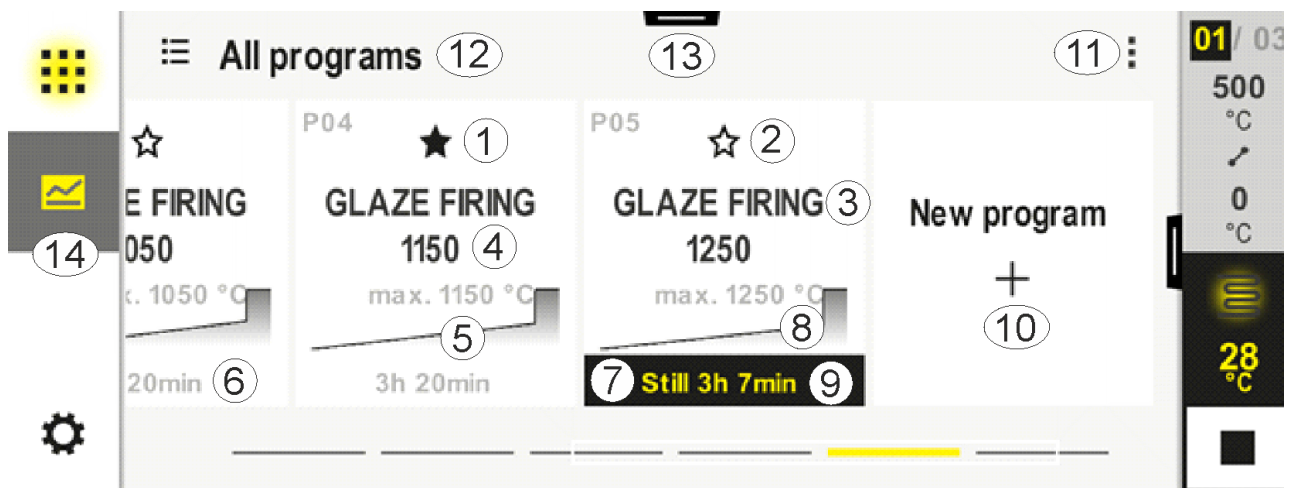 All programs 12
13
11
01 / 03
500
°C
0
°C
28
°C
14
E FIRING
050
. 1050 °C
20min 6
P04
1
GLAZE FIRING
1150 4
max. 1150 °C
5
3h 20min
P05
2
GLAZE FIRING 3
1250
max. 1250 °C
8
7 Still 3h 7min 9
New program
+
10